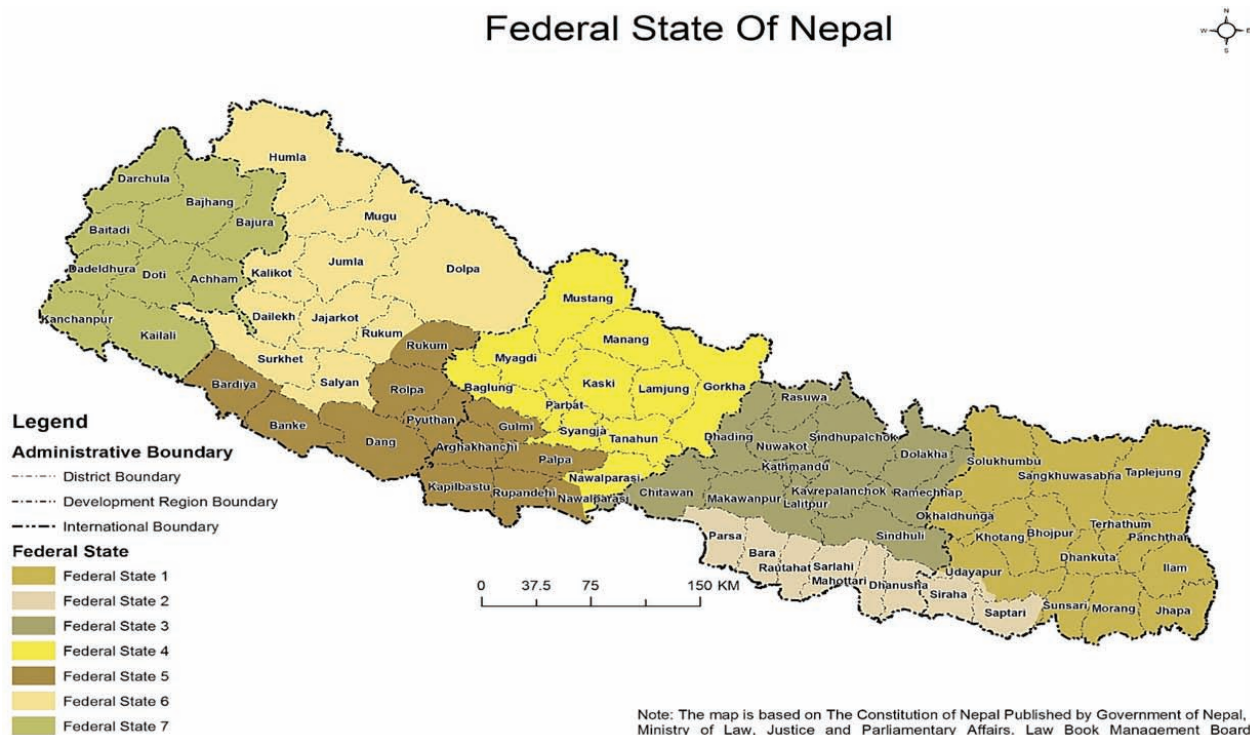 Federal State Of Nepal
N
W E
S
Humla
Darchula
Bajhang
Mugu
Bajura
Baitadi
Jumla
Dolpa
Kalikot
Dadeldhura
Doti
Achham
Mustang
Dailekh
Jajarkot
Kanchanpur
Kailali
Rukum
Rukum
Manang
Myagdi
Surkhet
Salyan
Bardiya
Rolpa
Baglung
Kaski
Lamjung
Gorkha
Rasuwa
Parbat
Pyuthan
Gulmi
Banke
Dang
Syangja
Tanahun
Dhading
Nuwakot
Sindhupalchok
Arghakhanchi
Palpa
Dolakha
Kathmandu
Solukhumbu
Sangkhuwasabha
Taplejung
Nawalparasi
Kapilbastu
Rupandehi
Nawalparasi
Chitawan
Makawanpur
Kavrepalanchok
Lalitpur
Ramechhap
Okhaldhunga
Terhathum
Khotang
Bhojpur
Panchthar
Parsa
Sindhuli
Bara
Dhankuta
Rautahat
Sarlahi
Mahottari
Udayapur
Ilam
Dhanusha
Siraha
Saptari
Sunsari
Morang
Jhapa
Legend
Administrative Boundary
District Boundary
Development Region Boundary
International Boundary
Federal State
Federal State 1
Federal State 2
Federal State 3
Federal State 4
Federal State 5
Federal State 6
Federal State 7
0 37.5 75 150 KM
Note: The map is based on The Constitution of Nepal Published by Government of Nepal,
Ministry of Law, Justice and Parliamentary Affairs, Law Book Management Board